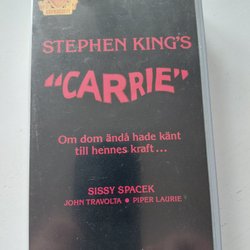 STEPHEN KING'S
"CARRIE"
Om dom ändå hade känt
till hennes kraft...
SISSY SPACEK
JOHN TRAVOLTA • PIPER LAURIE